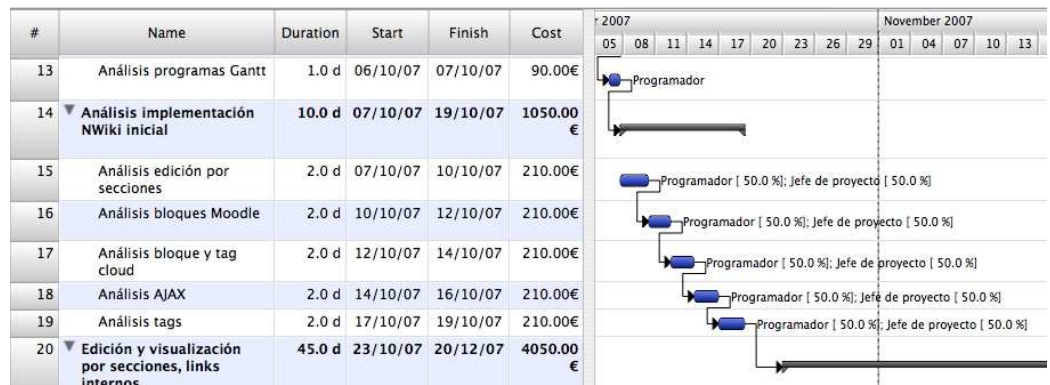 # Name Duration Start Finish Cost
r 2007 November 2007
05 08 11 14 17 20 23 26 29 01 04 07 10 13
13 Análisis programas Gantt 1.0 d 06/10/07 07/10/07 90.00€ Programador
14 Análisis implementación 10.0 d 07/10/07 19/10/07 1050.00
NWiki inicial €
15 Análisis edición por 2.0 d 07/10/07 10/10/07 210.00€ Programador [ 50.0 %]; Jefe de proyecto [ 50.0 %]
secciones
16 Análisis bloques Moodle 2.0 d 10/10/07 12/10/07 210.00€ Programador [ 50.0 %]; Jefe de proyecto [ 50.0 %]
17 Análisis bloque y tag 2.0 d 12/10/07 14/10/07 210.00€ Programador [ 50.0 %]; Jefe de proyecto [ 50.0 %]
cloud
18 Análisis AJAX 2.0 d 14/10/07 16/10/07 210.00€ Programador [ 50.0 %]; Jefe de proyecto [ 50.0 %]
19 Análisis tags 2.0 d 17/10/07 19/10/07 210.00€ Programador [ 50.0 %]; Jefe de proyecto [ 50.0 %]
20 Edición y visualización 45.0 d 23/10/07 20/12/07 4050.00
por secciones, links €
internos